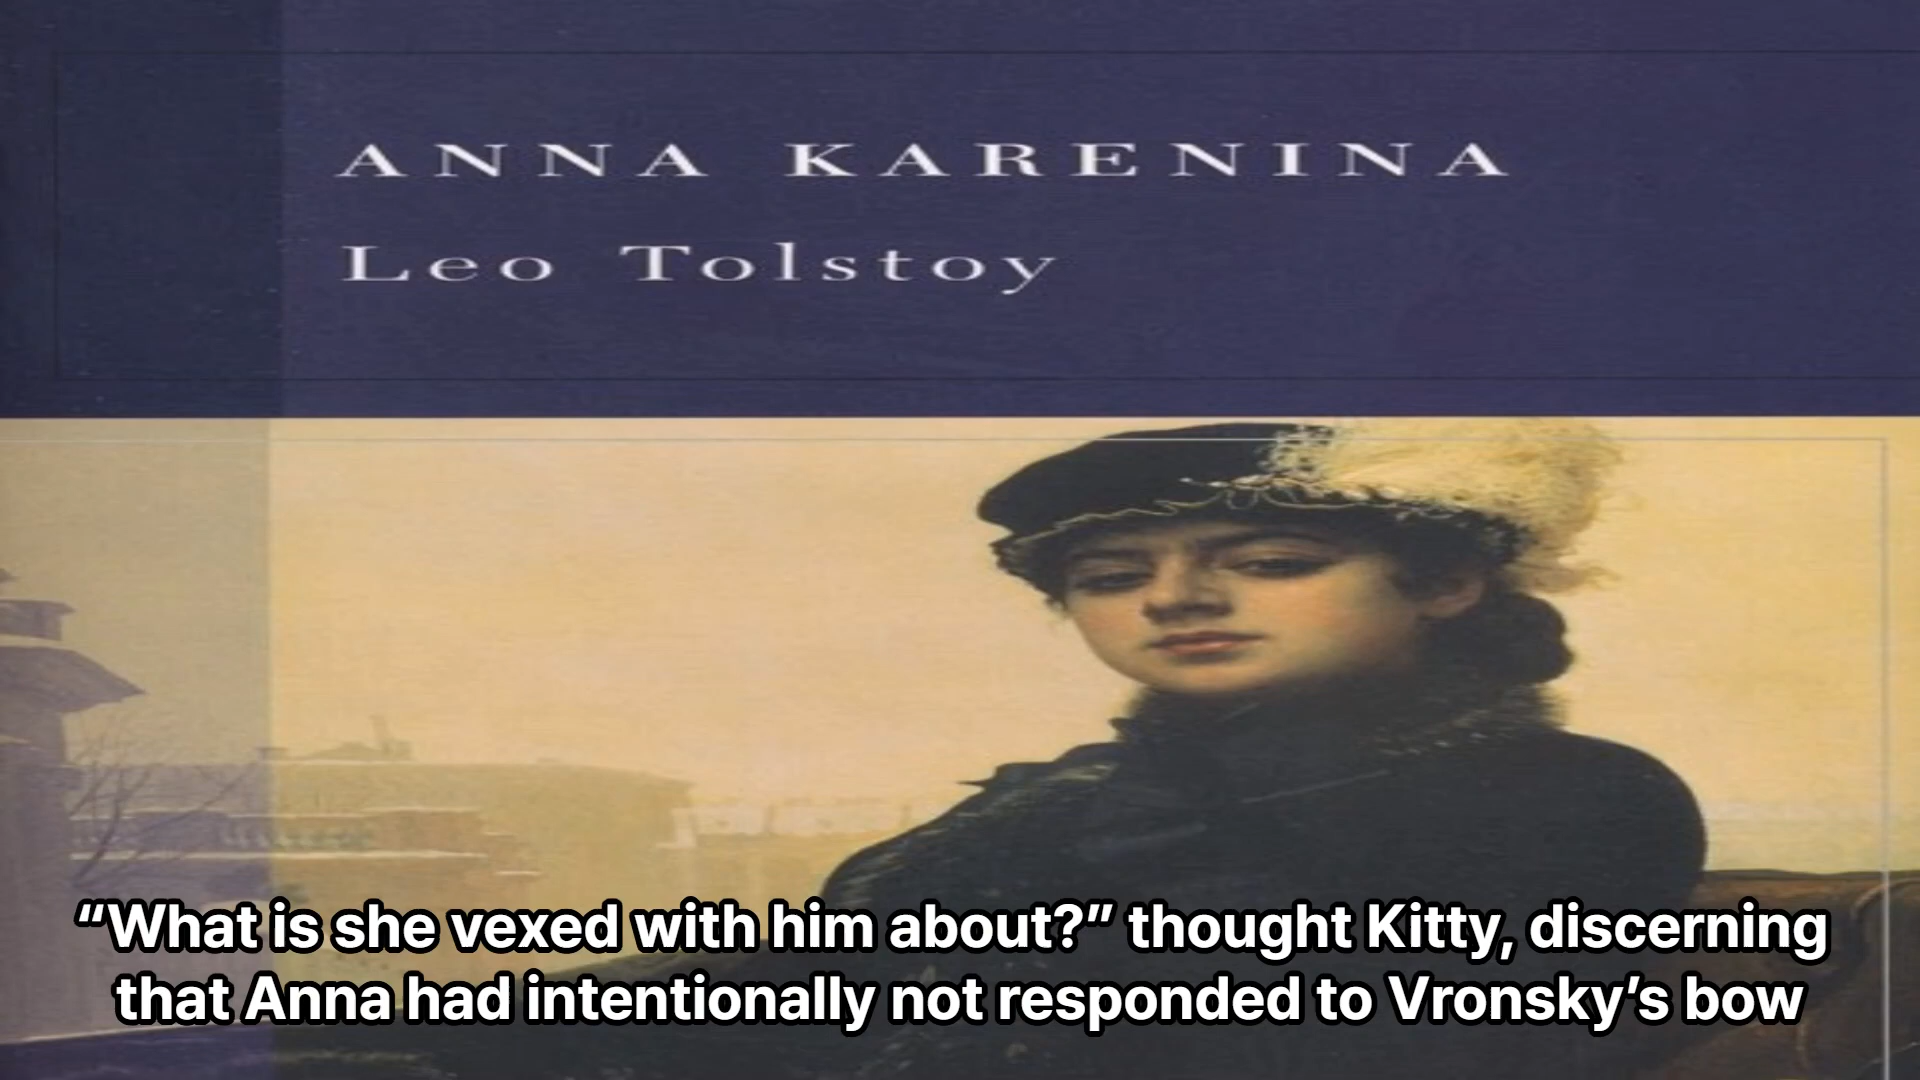 ANNA KARENINA
Leo Tolstoy
“What is she vexed with him about?” thought Kitty, discerning
that Anna had intentionally not responded to Vronsky’s bow